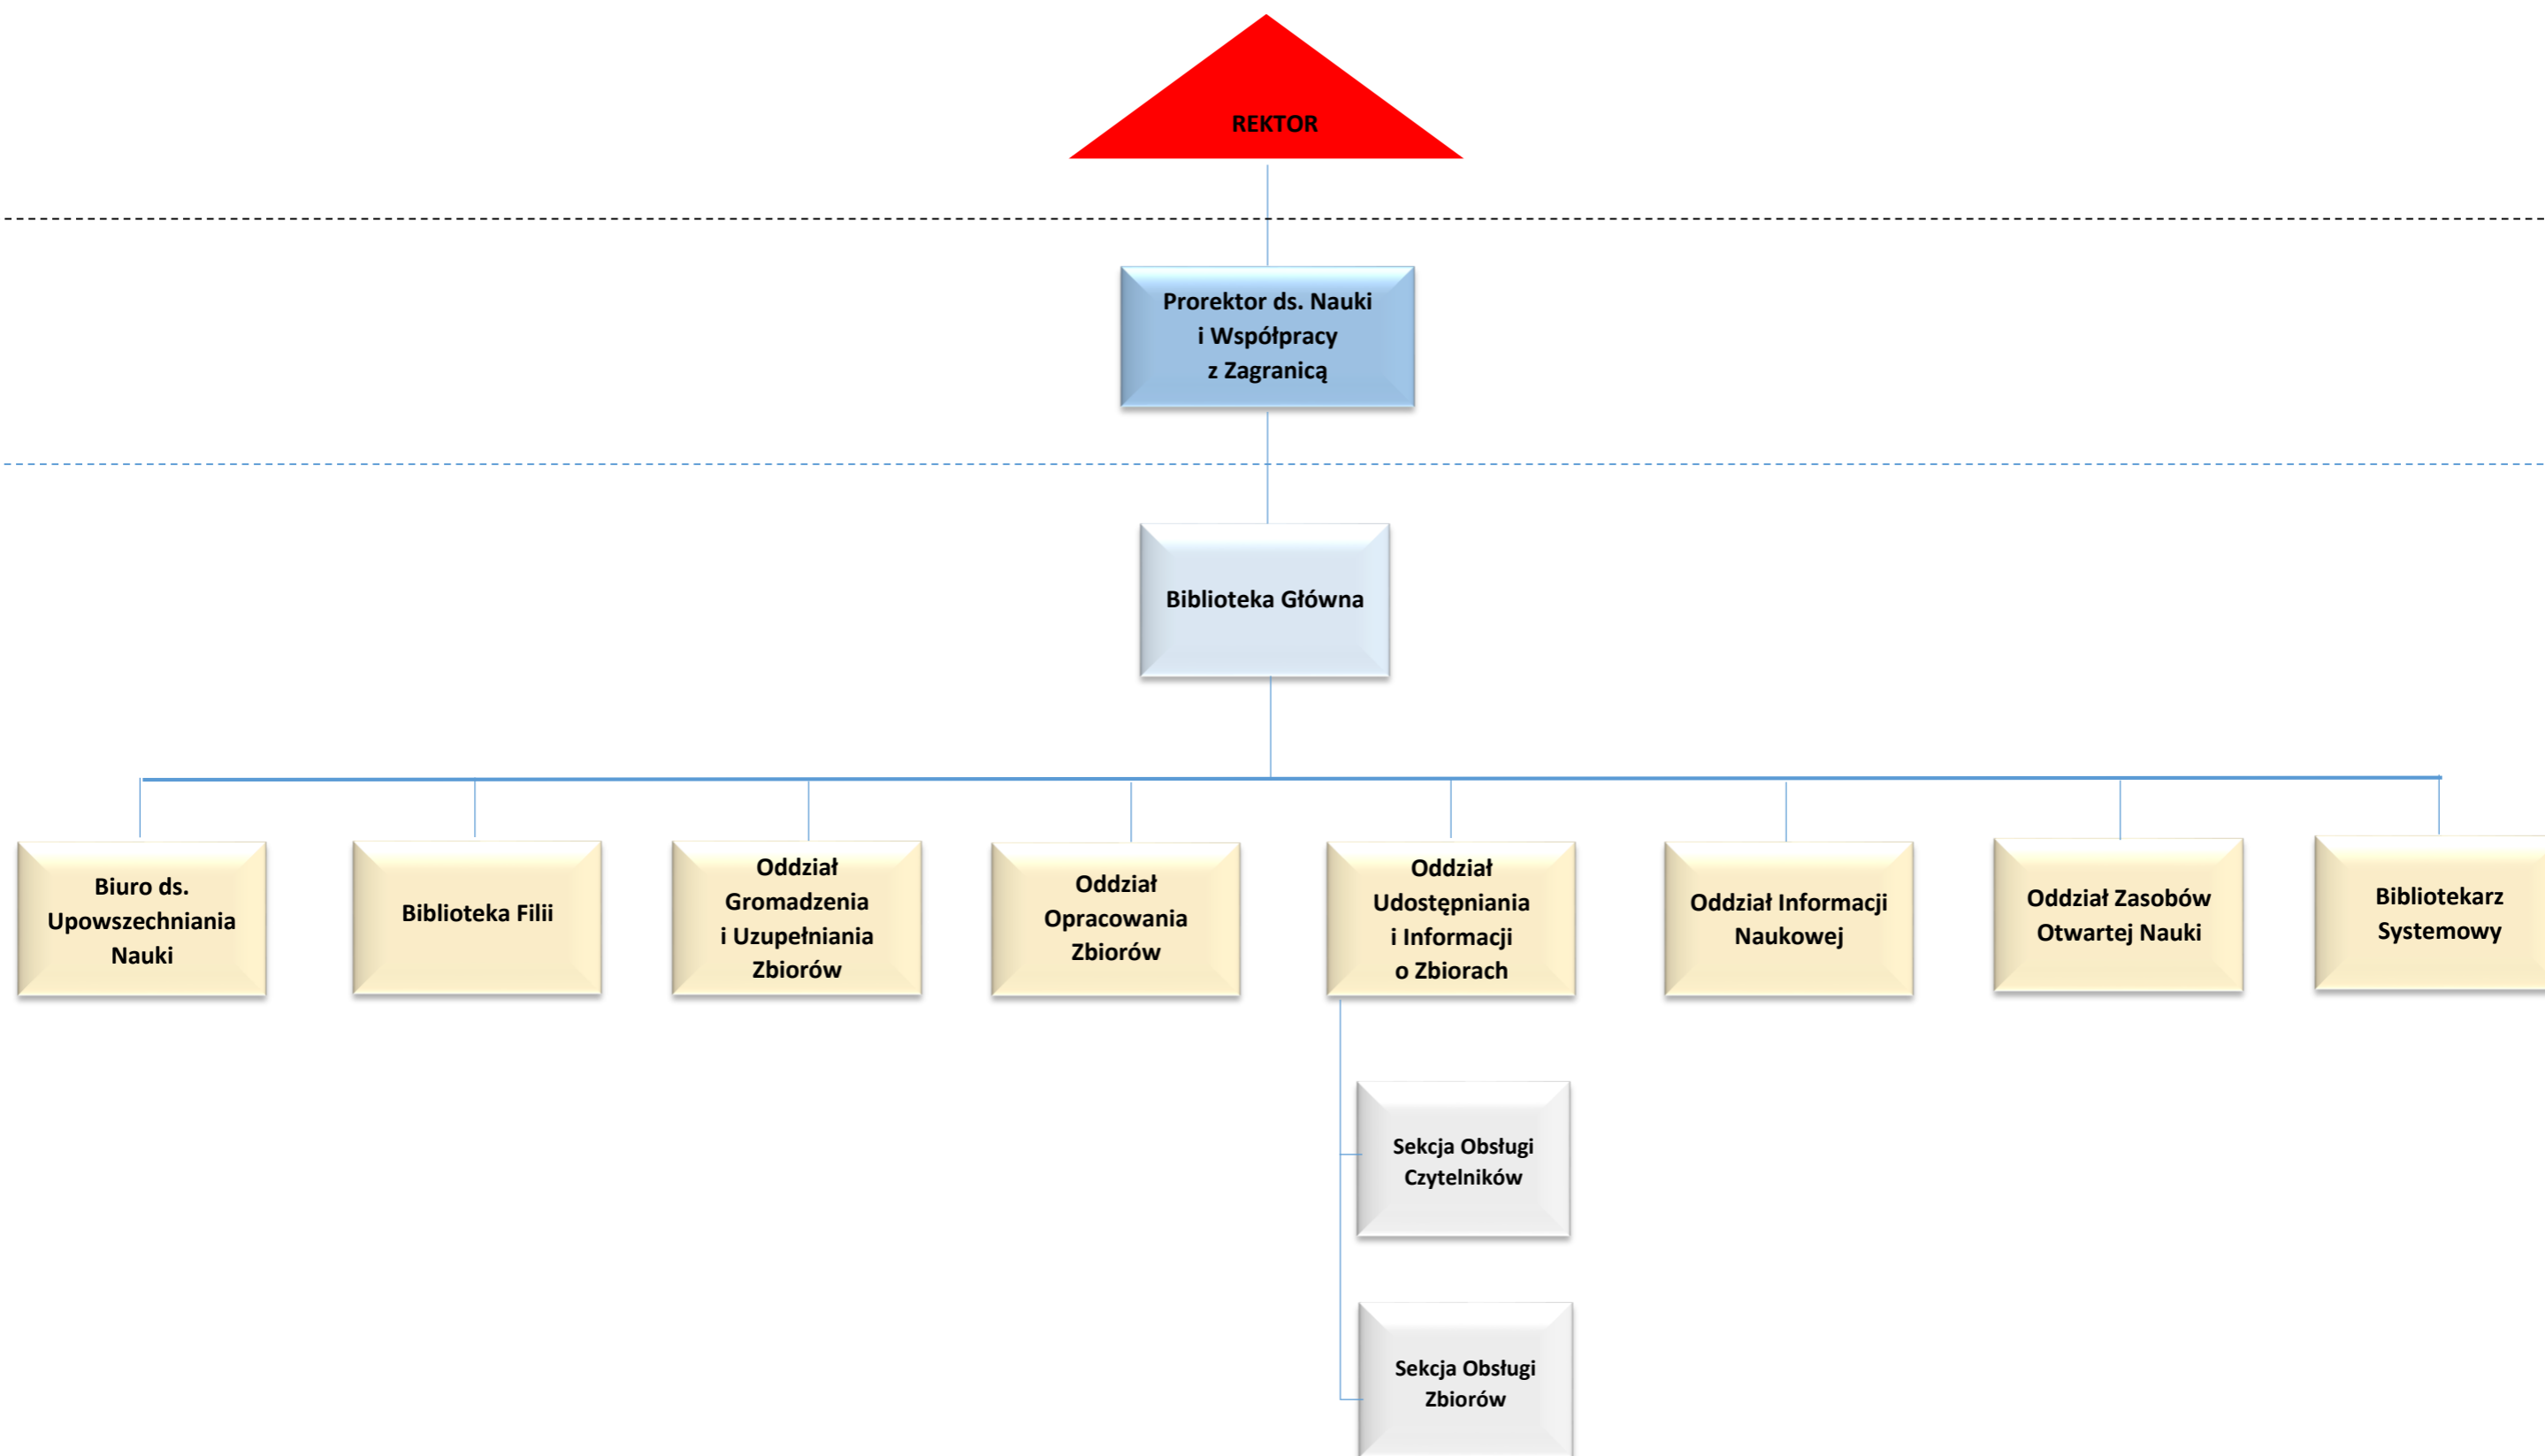 REKTOR
Prorektor ds. Nauki
i Współpracy
z Zagranicą
Biblioteka Główna
Biuro ds.
Upowszechniania
Nauki
Biblioteka Filii
Oddział
Gromadzenia
i Uzupełniania
Zbiorów
Oddział
Opracowania
Zbiorów
Oddział
Udostępniania
i Informacji
o Zbiorach
Oddział Informacji
Naukowej
Oddział Zasobów
Otwartej Nauki
Bibliotekarz
Systemowy
Sekcja Obsługi
Czytelników
Sekcja Obsługi
Zbiorów